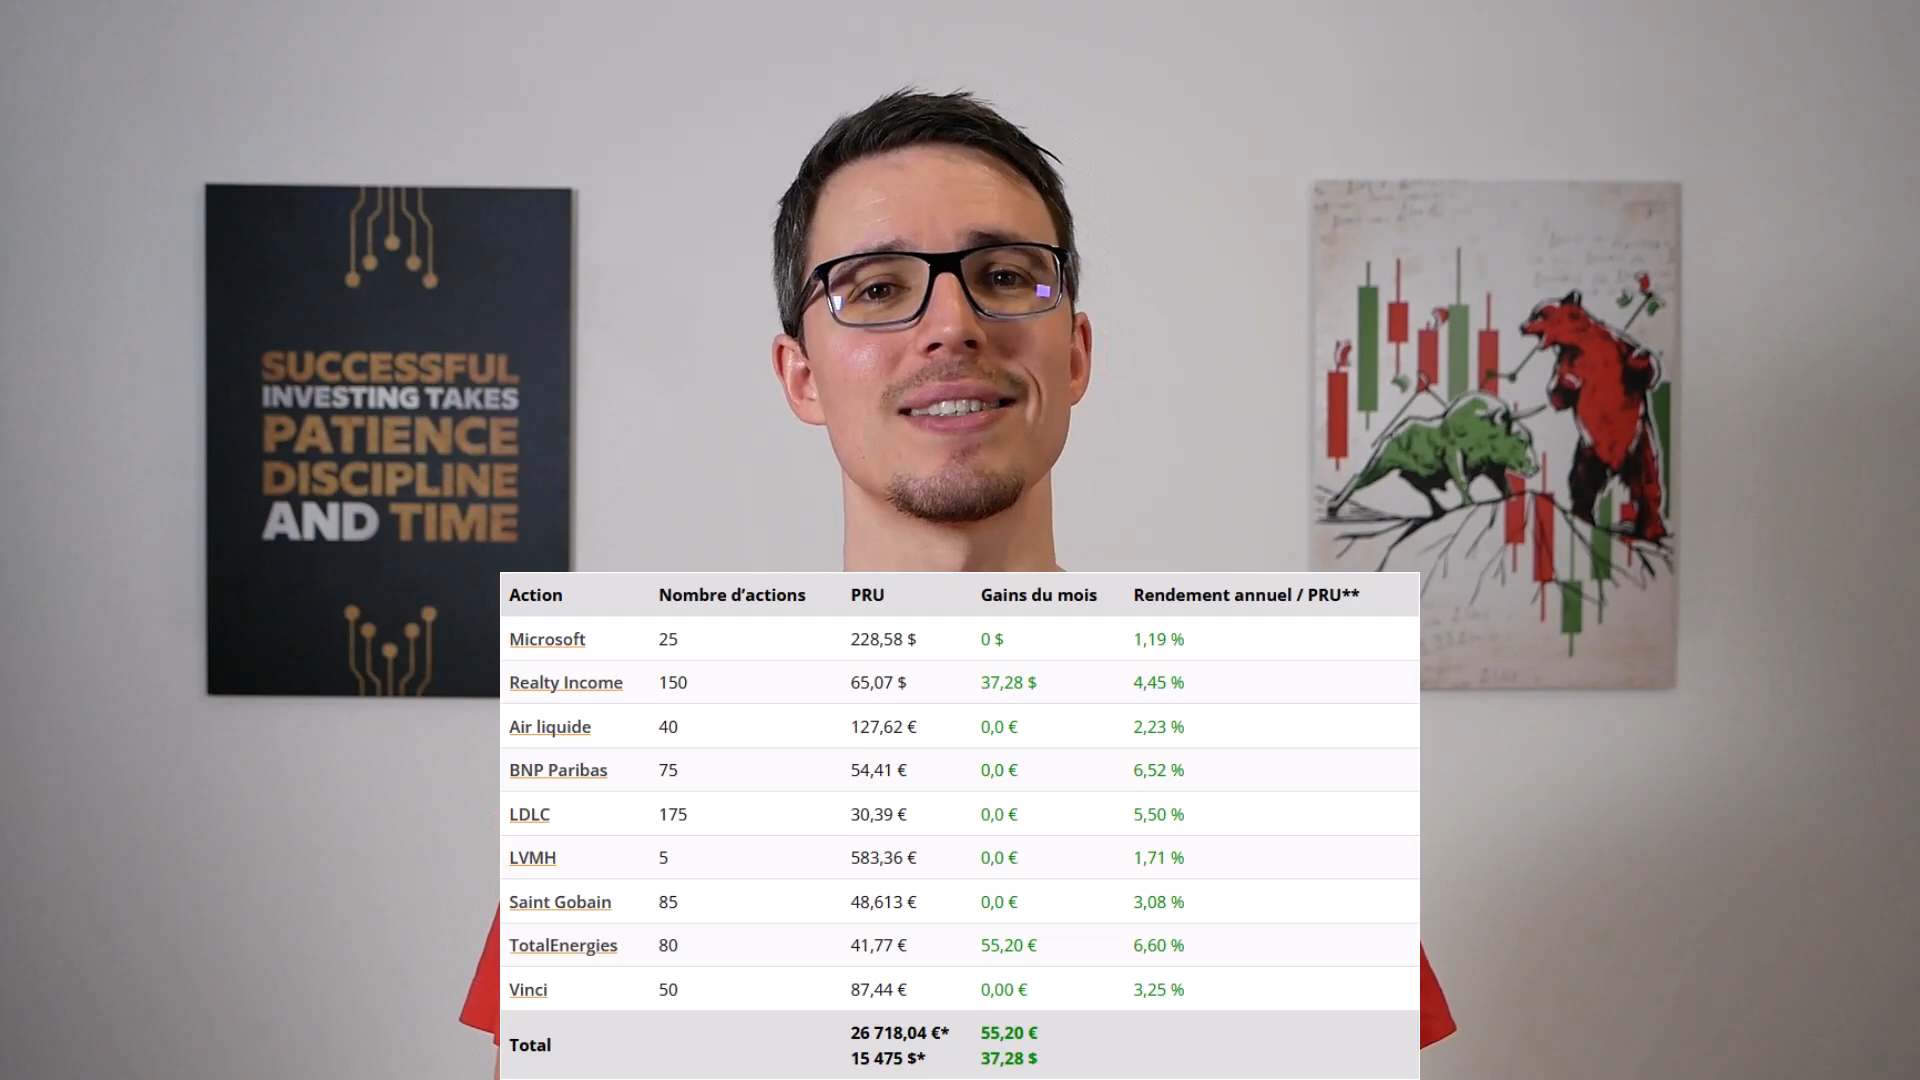 SUCCESSFUL
INVESTING TAKES
PATIENCE
DISCIPLINE
AND TIME
Action Nombre d’actions PRU Gains du mois Rendement annuel / PRU**
Microsoft 25 228,58 $ 0 $ 1,19 %
Realty Income 150 65,07 $ 37,28 $ 4,45 %
Air liquide 40 127,62 € 0,0 € 2,23 %
BNP Paribas 75 54,41 € 0,0 € 6,52 %
LDLC 175 30,39 € 0,0 € 5,50 %
LVMH 5 583,36 € 0,0 € 1,71 %
Saint Gobain 85 48,613 € 0,0 € 3,08 %
TotalEnergies 80 41,77 € 55,20 € 6,60 %
Vinci 50 87,44 € 0,00 € 3,25 %
Total
26 718,04 €* 55,20 €
15 475 $* 37,28 $